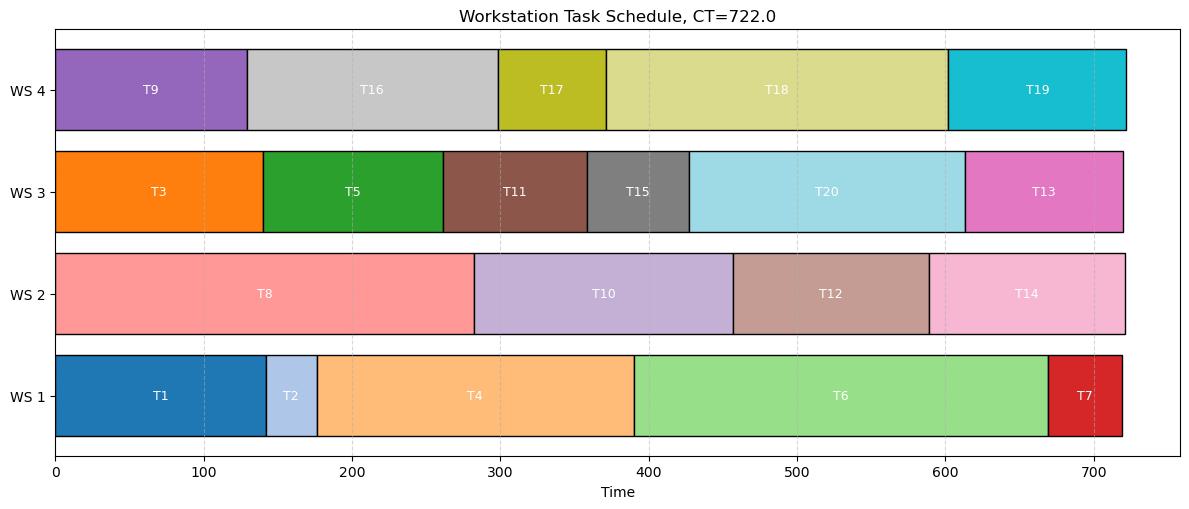 Workstation Task Schedule, CT=722.0
WS 4
T9
T16
T17
T18
T19
WS 3
T3
T5
T11
T15
T20
T13
WS 2
T8
T10
T12
T14
WS 1
T1
T2
T4
T6
T7
0
100
200
300
400
500
600
700
Time